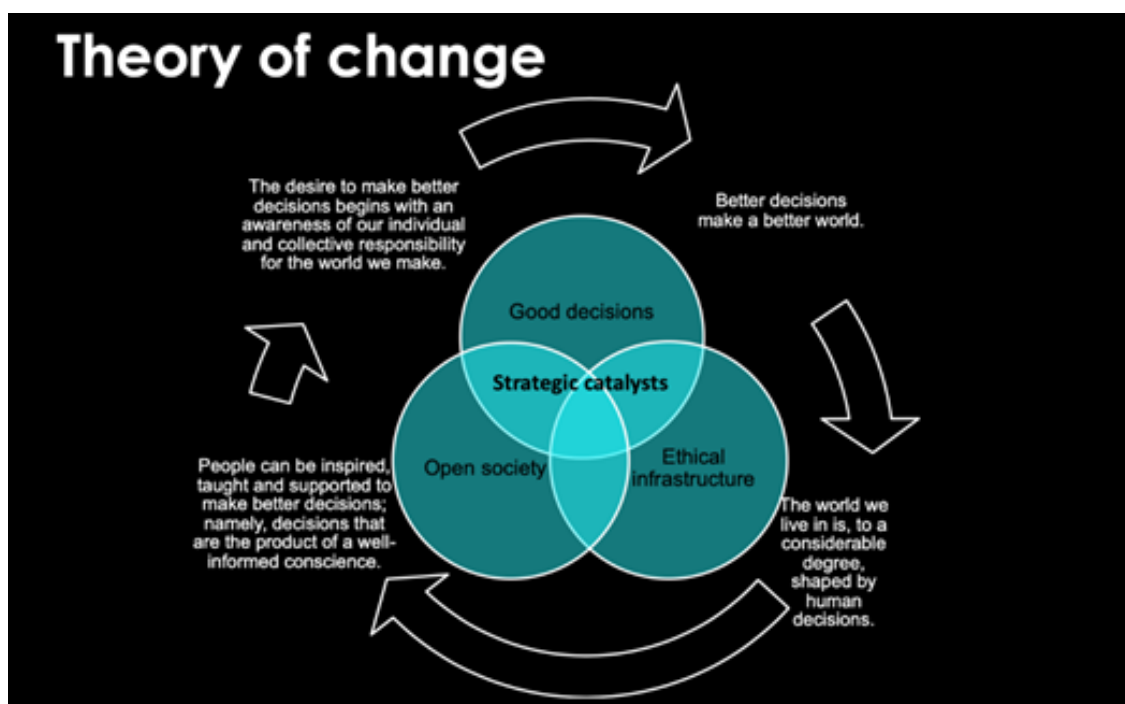 Theory of change
The desire to make better
decisions begins with an
awareness of our individual
and collective responsibility
for the world we make.
Better decisions
make a better world.
Good decisions
Strategic catalysts
Open society
Ethical
infrastructure
People can be inspired,
taught and supported to
make better decisions;
namely, decisions that
are the product of a well-
informed conscience.
The world we
live in is, to a
considerable
degree,
shaped by
human
decisions.